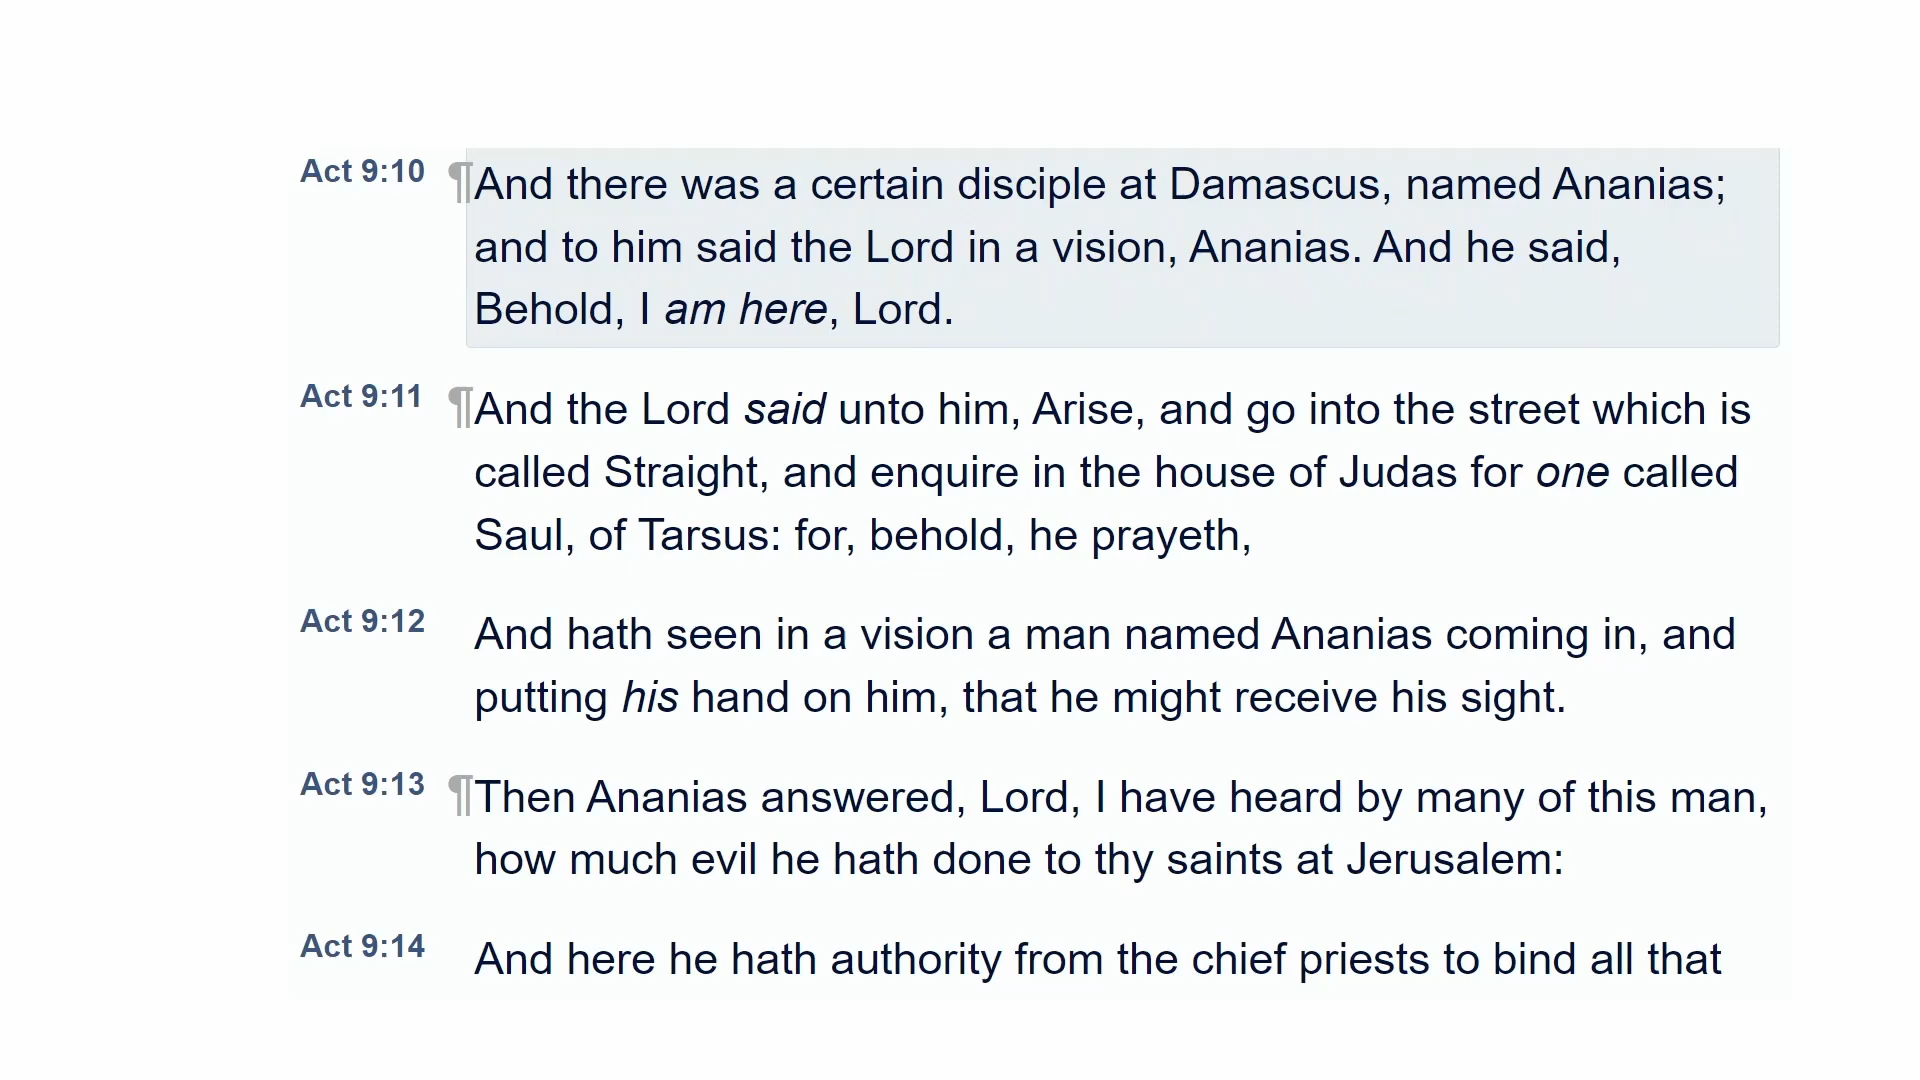 Act 9:10 ¶And there was a certain disciple at Damascus, named Ananias;
and to him said the Lord in a vision, Ananias. And he said,
Behold, I am here, Lord.
Act 9:11 ¶And the Lord said unto him, Arise, and go into the street which is
called Straight, and enquire in the house of Judas for one called
Saul, of Tarsus: for, behold, he prayeth,
Act 9:12 And hath seen in a vision a man named Ananias coming in, and
putting his hand on him, that he might receive his sight.
Act 9:13 ¶Then Ananias answered, Lord, I have heard by many of this man,
how much evil he hath done to thy saints at Jerusalem:
Act 9:14 And here he hath authority from the chief priests to bind all that